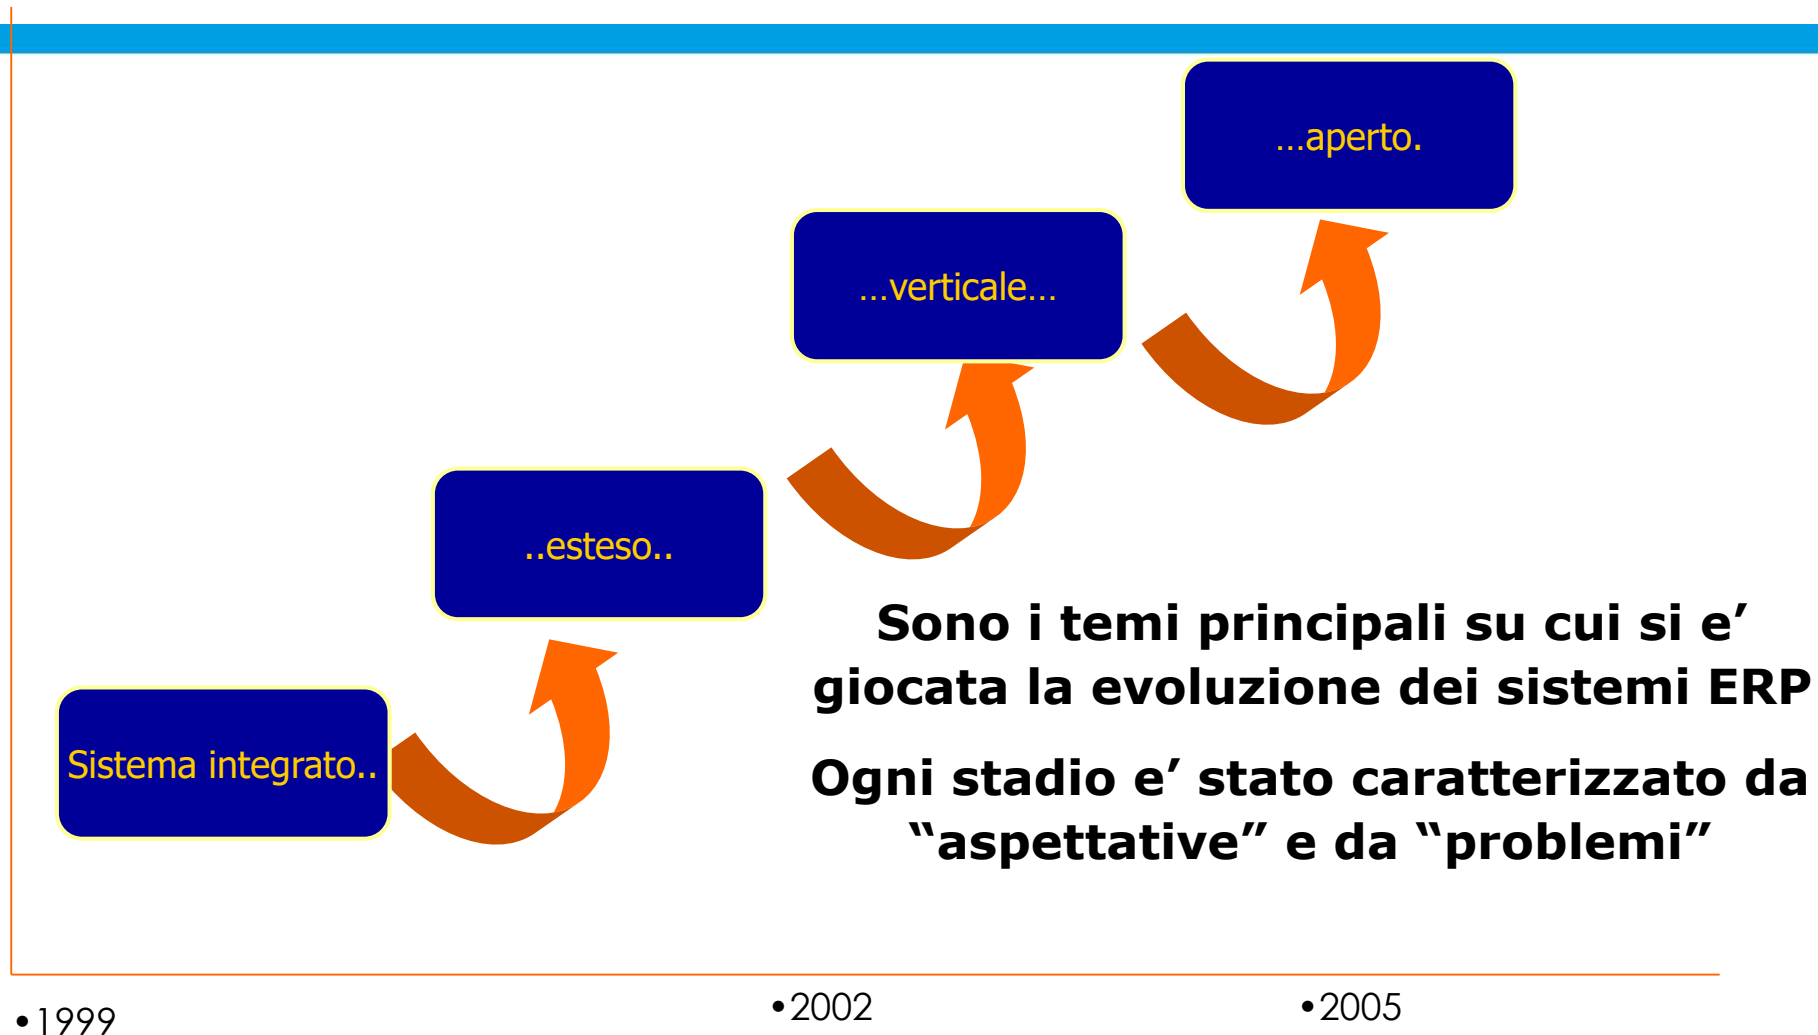 …aperto.
…verticale…
..esteso..
Sistema integrato..
Sono i temi principali su cui si e’
giocata la evoluzione dei sistemi ERP
Ogni stadio e’ stato caratterizzato da
“aspettative” e da “problemi”
•1999
•2002
•2005